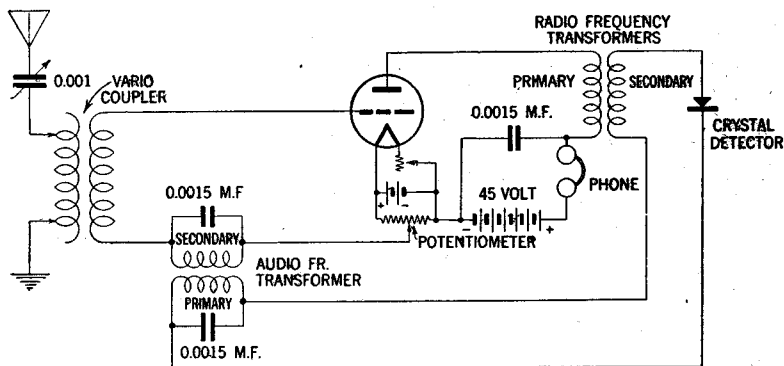 RADIO FREQUENCY
TRANSFORMERS
0.001
VARIO
COUPLER
PRIMARY
SECONDARY
0.0015 M.F.
CRYSTAL
DETECTOR
PHONE
0.0015 M.F
+
-
45 VOLT
-
+
SECONDARY
POTENTIOMETER
AUDIO FR.
TRANSFORMER
PRIMARY
0.0015 M.F.